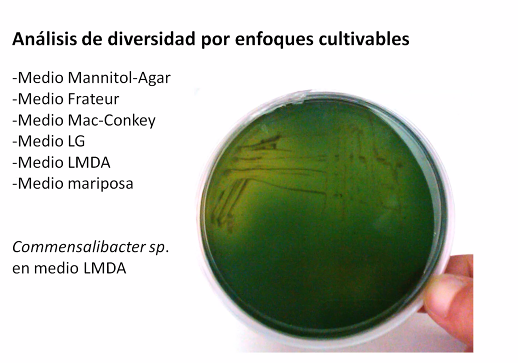 Análisis de diversidad por enfoques cultivables
-Medio Mannitol-Agar
-Medio Frateur
-Medio Mac-Conkey
-Medio LG
-Medio LMDA
-Medio mariposa
Commensalibacter sp.
en medio LMDA